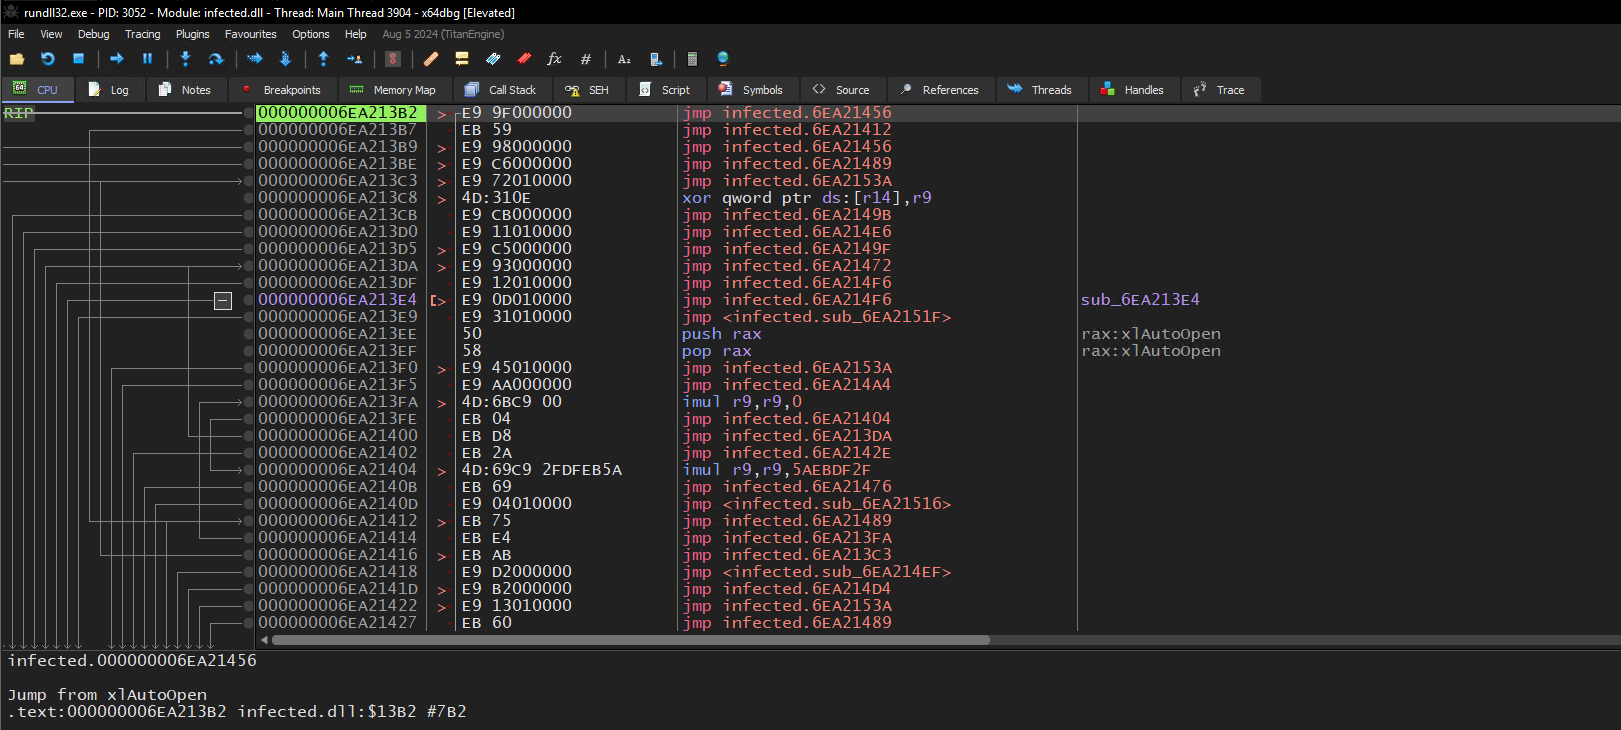 rundll32.exe - PID: 3052 - Module: infected.dll - Thread: Main Thread 3904 - x64dbg [Elevated]
File View Debug Tracing Plugins Favourites Options Help Aug 5 2024 (TitanEngine)
CPU Log Notes Breakpoints Memory Map Call Stack SEH Script Symbols Source References Threads Handles Trace
RIP 000000006EA213B2 E9 9F000000 jmp infected.6EA21456
000000006EA213B7 EB 59 jmp infected.6EA21412
000000006EA213B9 E9 98000000 jmp infected.6EA21456
000000006EA213BE E9 C6000000 jmp infected.6EA21489
000000006EA213C3 E9 72010000 jmp infected.6EA2153A
000000006EA213C8 4D:310E xor qword ptr ds:[r14],r9
000000006EA213CB E9 CB000000 jmp infected.6EA2149B
000000006EA213D0 E9 11010000 jmp infected.6EA214E6
000000006EA213D5 E9 C5000000 jmp infected.6EA2149F
000000006EA213DA E9 93000000 jmp infected.6EA21472
000000006EA213DF E9 12010000 jmp infected.6EA214F6
000000006EA213E4 E9 0D010000 jmp infected.6EA214F6 sub_6EA213E4
000000006EA213E9 E9 31010000 jmp <infected.sub_6EA2151F>
000000006EA213EE 50 push rax rax:xlAutoOpen
000000006EA213EF 58 pop rax rax:xlAutoOpen
000000006EA213F0 E9 45010000 jmp infected.6EA2153A
000000006EA213F5 E9 AA000000 jmp infected.6EA214A4
000000006EA213FA 4D:6BC9 00 imul r9,r9,0
000000006EA213FE EB 04 jmp infected.6EA21404
000000006EA21400 EB D8 jmp infected.6EA213DA
000000006EA21402 EB 2A jmp infected.6EA2142E
000000006EA21404 4D:69C9 2FDFEB5A imul r9,r9,5AEBDF2F
000000006EA2140B EB 69 jmp infected.6EA21476
000000006EA2140D E9 04010000 jmp <infected.sub_6EA21516>
000000006EA21412 EB 75 jmp infected.6EA21489
000000006EA21414 EB E4 jmp infected.6EA213FA
000000006EA21416 EB AB jmp infected.6EA213C3
000000006EA21418 E9 D2000000 jmp <infected.sub_6EA214EF>
000000006EA2141D E9 B2000000 jmp infected.6EA214D4
000000006EA21422 E9 13010000 jmp infected.6EA2153A
000000006EA21427 EB 60 jmp infected.6EA21489
infected.000000006EA21456
Jump from xlAutoOpen
.text:000000006EA213B2 infected.dll:$13B2 #7B2